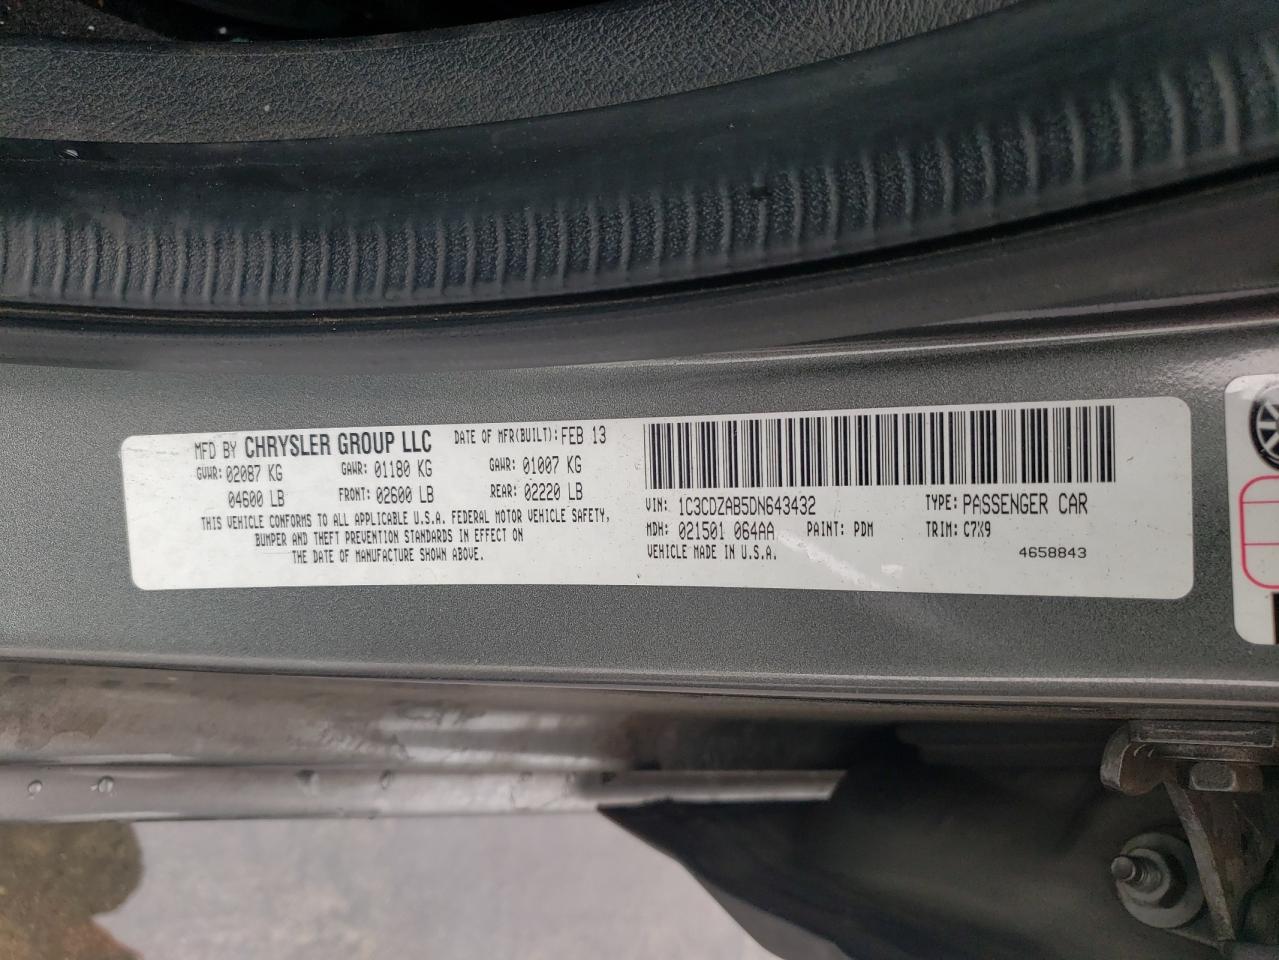 MFD BY CHRYSLER GROUP LLC DATE OF MFR(BUILT): FEB 13
GVWR: 02087 KG GAWR: 01180 KG GAWR: 01007 KG
04600 LB FRONT: 02600 LB REAR: 02220 LB
THIS VEHICLE CONFORMS TO ALL APPLICABLE U.S.A. FEDERAL MOTOR VEHICLE SAFETY,
BUMPER AND THEFT PREVENTION STANDARDS IN EFFECT ON
THE DATE OF MANUFACTURE SHOWN ABOVE.
VIN: 1C3CDZAB5DN643432 TYPE: PASSENGER CAR
MDH: 021501 064AA PAINT: PDM TRIM: C7X9
VEHICLE MADE IN U.S.A. 4658843